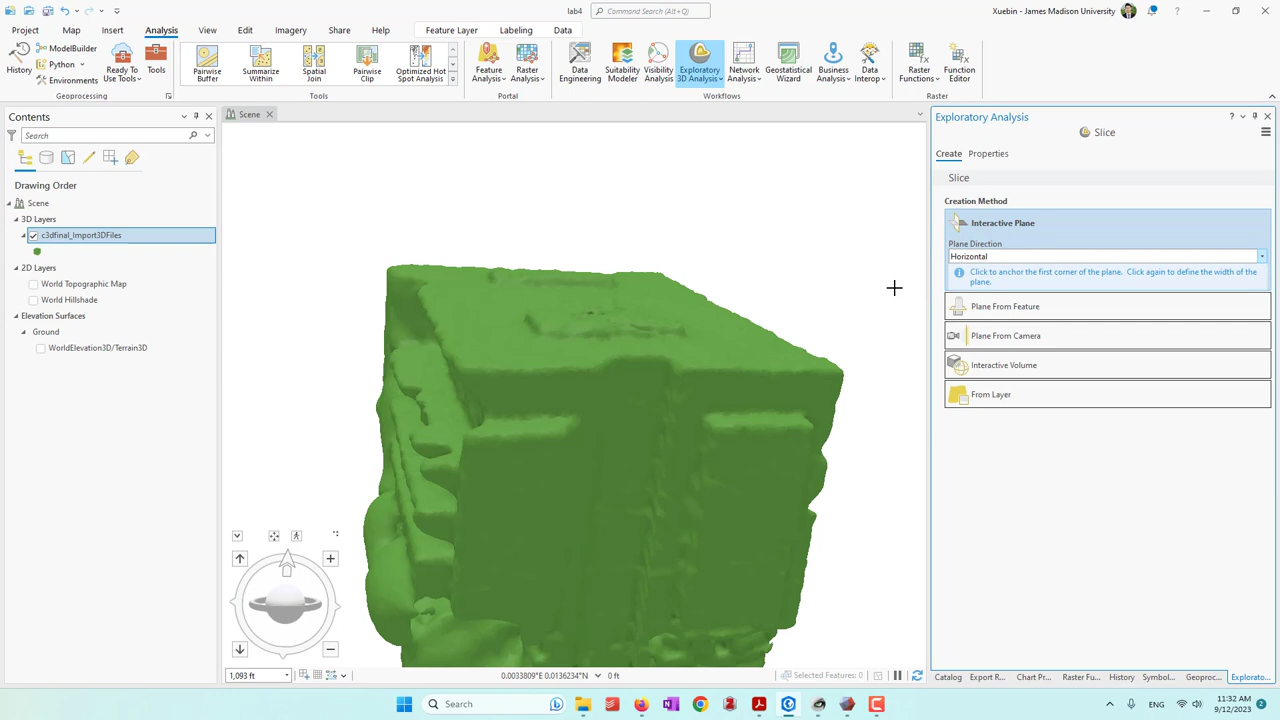 lab4
Command Search (Alt+Q)
Xuebin - James Madison University
?
Project
Map
Insert
Analysis
View
Edit
Imagery
Share
Help
Feature Layer
Labeling
Data
History
ModelBuilder
Python
Environments
Ready To
Use Tools
Tools
Geoprocessing
Pairwise
Buffer
Summarize
Within
Spatial
Join
Pairwise
Clip
Optimized Hot
Spot Analysis
Tools
Feature
Analysis
Raster
Analysis
Portal
Data
Engineering
Suitability
Modeler
Visibility
Analysis
Exploratory
3D Analysis
Network
Analysis
Geostatistical
Wizard
Business
Analysis
Data
Interop
Workflows
Raster
Functions
Function
Editor
Raster
Contents
Search
Drawing Order
Scene
3D Layers
c3dfinal_Import3DFiles
2D Layers
World Topographic Map
World Hillshade
Elevation Surfaces
Ground
WorldElevation3D/Terrain3D
Scene
1,093 ft
0.0033809°E 0.0136234°N
0 ft
Selected Features: 0
Exploratory Analysis
?
Slice
Create
Properties
Slice
Creation Method
Interactive Plane
Plane Direction
Horizontal
Click to anchor the first corner of the plane. Click again to define the width of the
plane.
Plane From Feature
Plane From Camera
Interactive Volume
From Layer
Catalog
Export R...
Chart Pr...
Raster Fu...
History
Symbol...
Geoproc...
Explorato...
Search
ENG
11:32 AM
9/12/2023